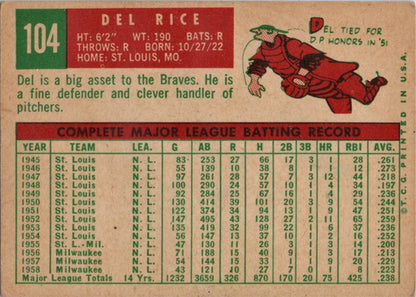 104
DEL RICE
HT: 6'2" WT: 190 BATS: R
THROWS: R BORN: 10/27/22
HOME: ST. LOUIS, MO.
DEL TIED FOR
D.P. HONORS IN '51
Del is a big asset to the Braves. He is
a fine defender and clever handler of
pitchers.
COMPLETE MAJOR LEAGUE BATTING RECORD
YEAR TEAM LEA. G AB R H 2B 3B HR RBI AVG.
1945 St. Louis N. L. 83 253 27 66 17 3 1 28 .261
1946 St. Louis N. L. 55 139 10 38 8 1 1 12 .273
1947 St. Louis N. L. 97 261 28 57 7 3 12 44 .218
1948 St. Louis N. L. 100 290 24 57 10 1 4 34 .197
1949 St. Louis N. L. 92 284 25 67 16 1 4 29 .236
1950 St. Louis N. L. 130 414 39 101 20 3 9 54 .244
1951 St. Louis N. L. 122 374 34 94 13 1 9 47 .251
1952 St. Louis N. L. 147 495 43 128 27 2 11 65 .259
1953 St. Louis N. L. 135 419 32 99 22 1 6 37 .236
1954 St. Louis N. L. 56 147 13 37 10 1 2 16 .252
1955 St. L.-Mil. N. L. 130 11
1956 Milwaukee N. L. 71 188 15 40 9 1 3 17 .213
1957 Milwaukee N. L. 54 144 15 33 1 1 9 20 .229
1958 Milwaukee N. L. 43 121 10 27 7 0 1 8 .223
Major League Totals 14 Yrs. 1232 3659 326 870 170 20 75 425 .238
© T.C.G. PRINTED IN U.S.A.